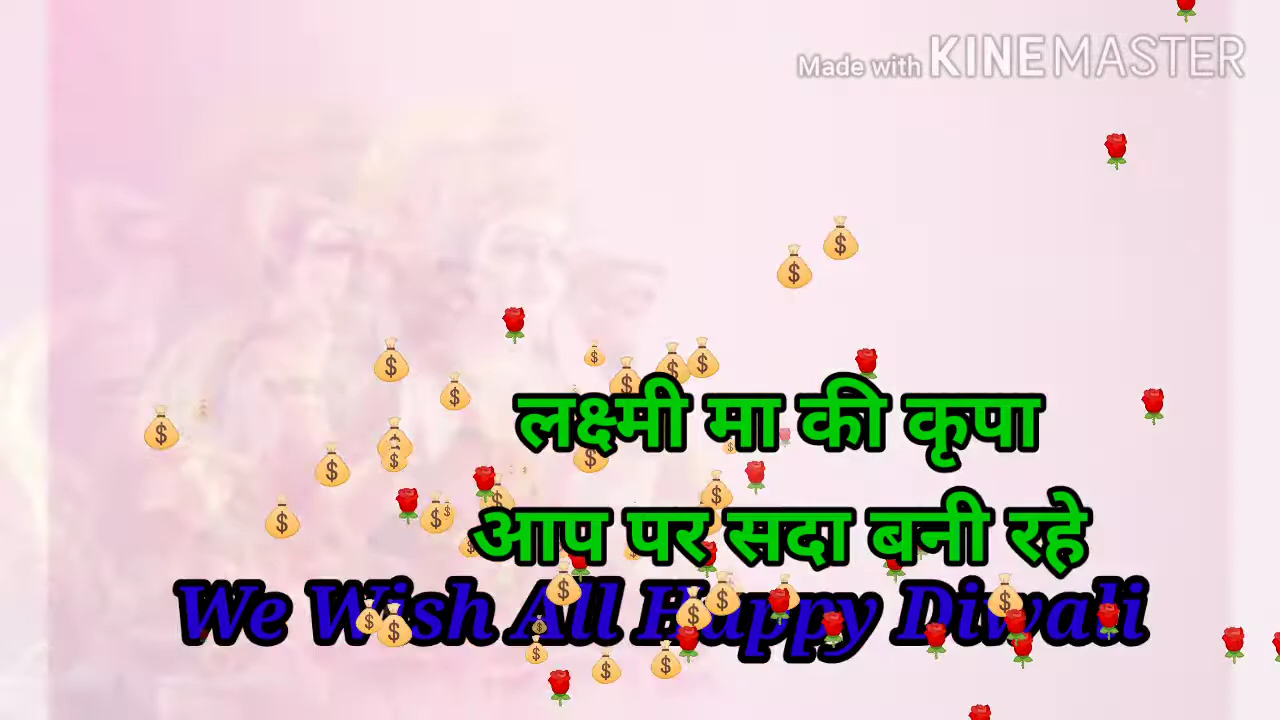 Made with KINEMASTER
लक्ष्मी मा की कृपा
आप पर सदा बनी रहे
We Wish All Happy Diwali